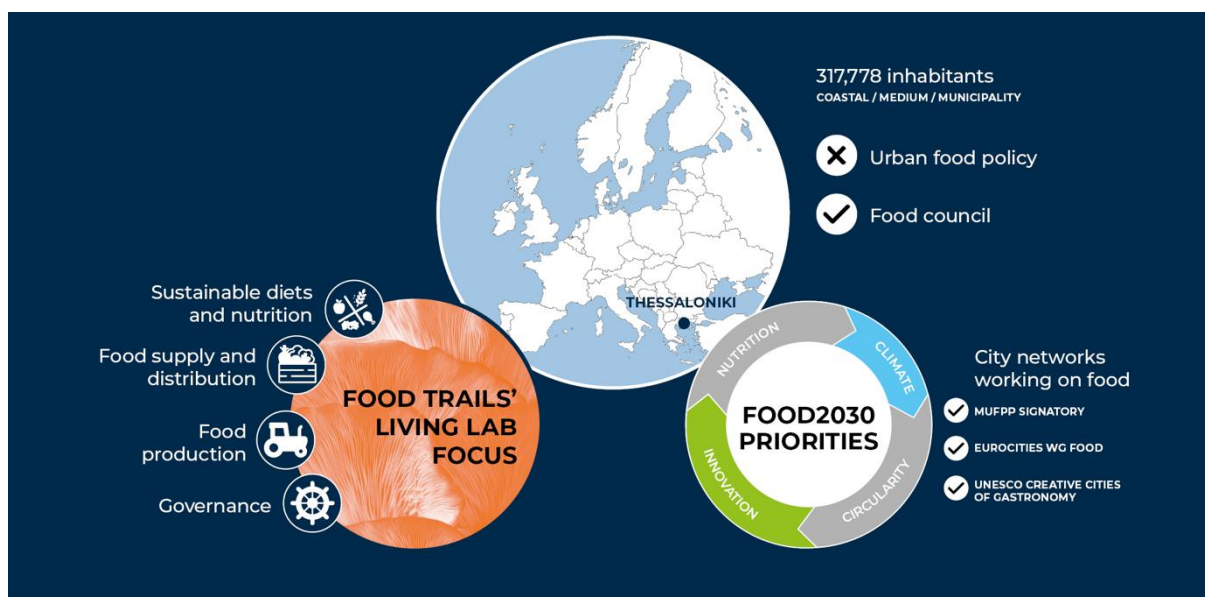 317,778 inhabitants
COASTAL / MEDIUM / MUNICIPALITY
Urban food policy
Food council
THESSALONIKI
Sustainable diets
and nutrition
Food supply and
distribution
Food
production
Governance
FOOD TRAILS’
LIVING LAB
FOCUS
NUTRITION
CLIMATE
CIRCULARITY
INNOVATION
FOOD2030
PRIORITIES
City networks
working on food
MUFPP SIGNATORY
EUROCITIES WG FOOD
UNESCO CREATIVE CITIES
OF GASTRONOMY